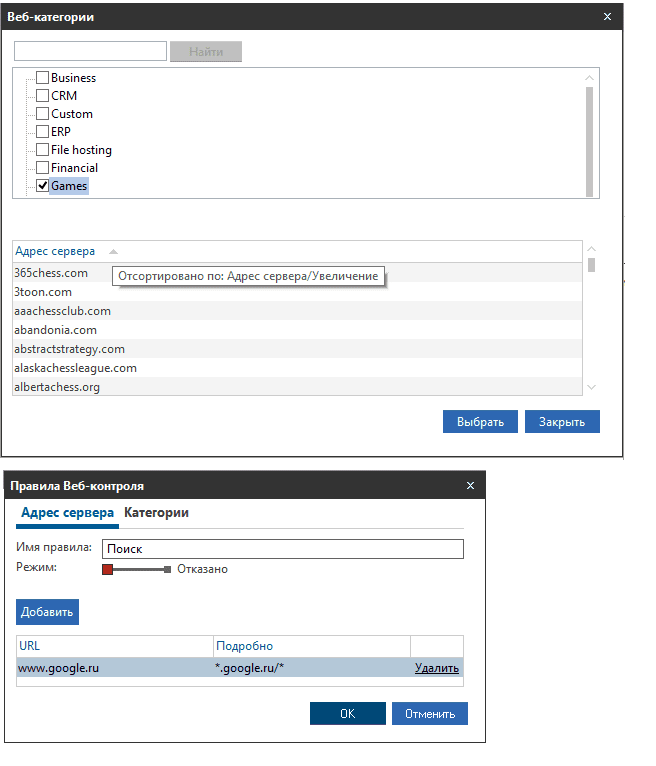 Веб-категории
Найти
Business
CRM
Custom
ERP
File hosting
Financial
Games
Адрес сервера
365chess.com
Отсортировано по: Адрес сервера/Увеличение
3toon.com
aaachessclub.com
abandonia.com
abstractstrategy.com
alaskachessleague.com
albertachess.org
Выбрать Закрыть
Правила Веб-контроля
Адрес сервера Категории
Имя правила: Поиск
Режим: Отказано
Добавить
URL Подробно
www.google.ru *.google.ru/* Удалить
OK Отменить